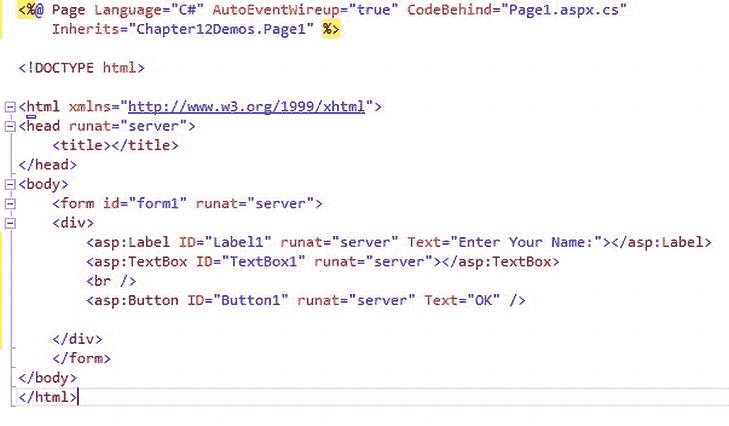 <%@ Page Language="C#" AutoEventWireup="true" CodeBehind="Page1.aspx.cs"
Inherits="Chapter12Demos.Page1" %>
<!DOCTYPE html>
<html xmlns="http://www.w3.org/1999/xhtml">
<head runat="server">
<title></title>
</head>
<body>
<form id="form1" runat="server">
<div>
<asp:Label ID="Label1" runat="server" Text="Enter Your Name:"></asp:Label>
<asp:TextBox ID="TextBox1" runat="server"></asp:TextBox>
<br />
<asp:Button ID="Button1" runat="server" Text="OK" />
</div>
</form>
</body>
</html>